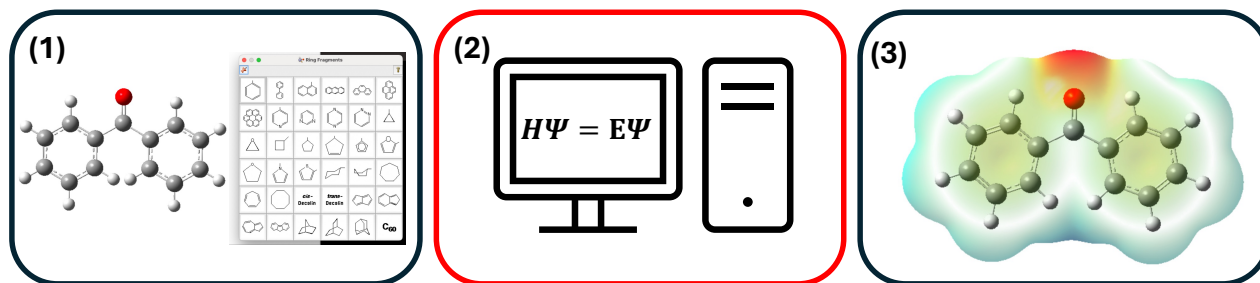 (1)
Ring Fragments
N
N N
N
N
N N
cis-
Decalin
trans-
Decalin
C60
(2)
HΨ = EΨ
(3)